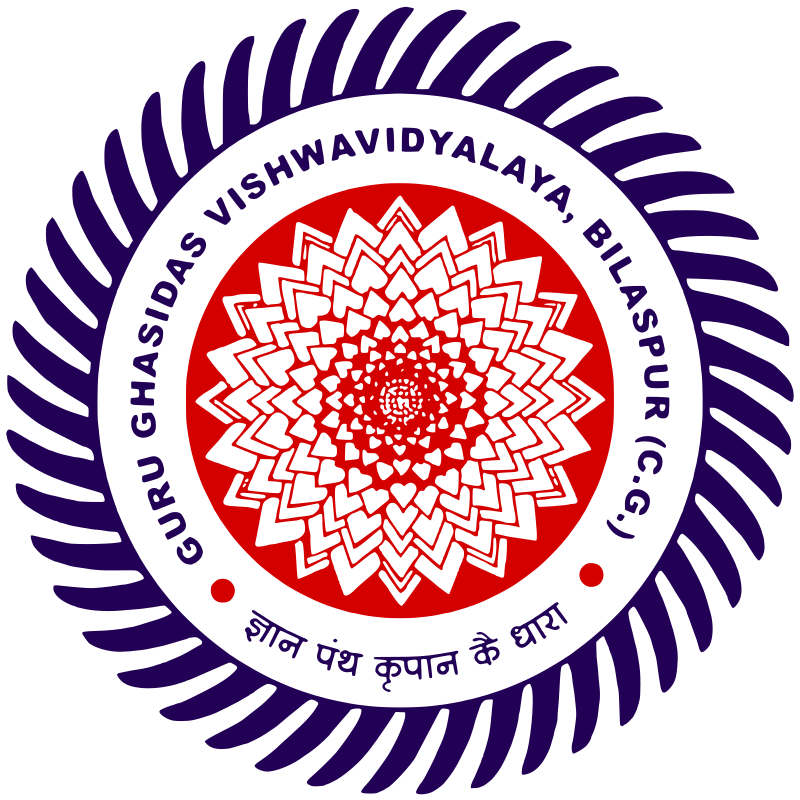 GURU GHASIDAS VISHWAVIDYALAYA, BILASPUR (C.G.)
ज्ञान पंथ कृपान कै धारा